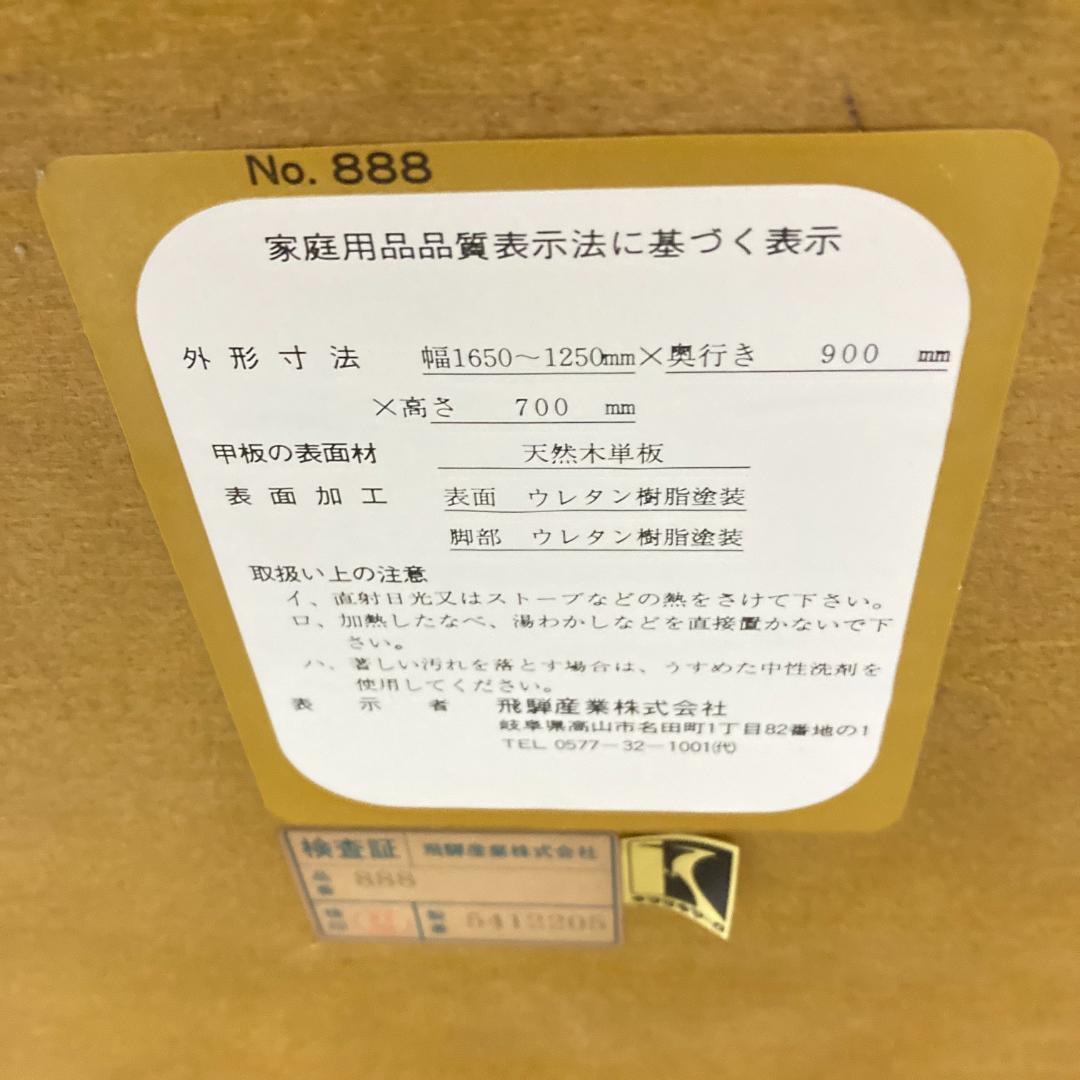 No. 888
家庭用品品質表示法に基づく表示
外形寸法 幅1650～1250mm×奥行き 900 mm
×高さ 700 mm
甲板の表面材 天然木単板
表面加工 表面 ウレタン樹脂塗装
脚部 ウレタン樹脂塗装
取扱い上の注意
イ、直射日光又はストーブなどの熱をさけて下さい。
ロ、加熱したなべ、湯わかしなどを直接置かないで下
さい。
ハ、著しい汚れを落とす場合は、うすめた中性洗剤を
使用してください。
表示者 飛騨産業株式会社
岐阜県高山市名田町1丁目82番地の1
TEL 0577-32-1001(代)
検査証 飛騨産業株式会社
品番 888
5412205